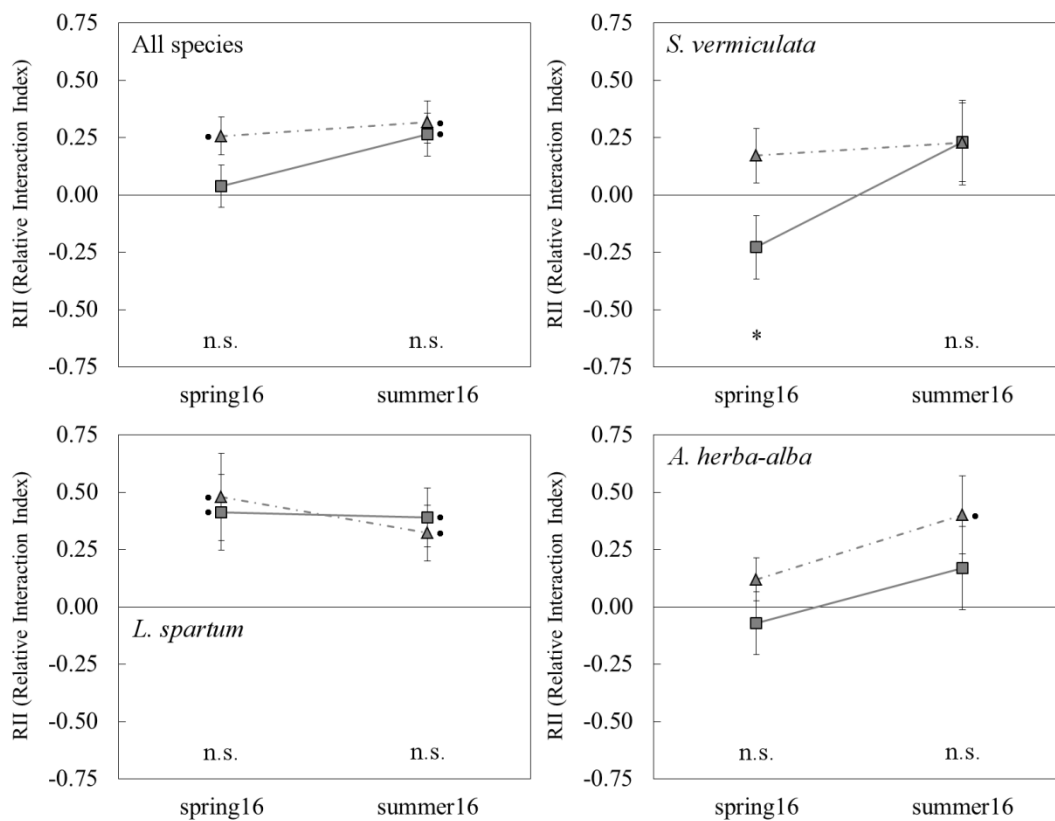 All species
RII (Relative Interaction Index)
0.75
0.50
0.25
0.00
-0.25
-0.50
-0.75
n.s.
n.s.
spring16
summer16
S. vermiculata
RII (Relative Interaction Index)
0.75
0.50
0.25
0.00
-0.25
-0.50
-0.75
*
n.s.
spring16
summer16
L. spartum
RII (Relative Interaction Index)
0.75
0.50
0.25
0.00
-0.25
-0.50
-0.75
n.s.
n.s.
spring16
summer16
A. herba-alba
RII (Relative Interaction Index)
0.75
0.50
0.25
0.00
-0.25
-0.50
-0.75
n.s.
n.s.
spring16
summer16